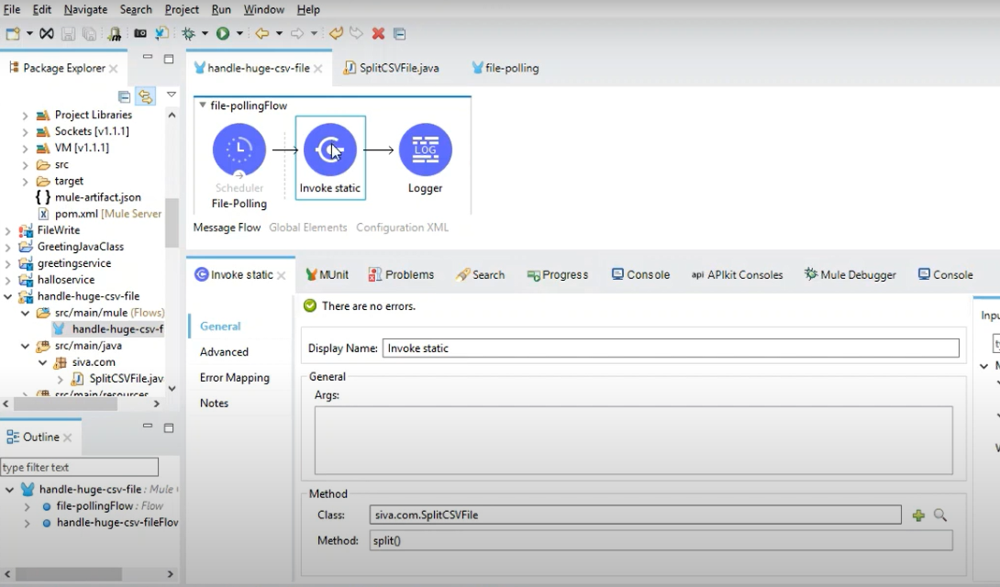 File Edit Navigate Search Project Run Window Help
Package Explorer
handle-huge-csv-file SplitCSVFile.java file-polling
Project Libraries
Sockets [v1.1.1]
VM [v1.1.1]
src
target
mule-artifact.json
pom.xml [Mule Server
FileWrite
GreetingJavaClass
greetingservice
halloservice
handle-huge-csv-file
src/main/mule (Flows)
handle-huge-csv-f
src/main/java
siva.com
SplitCSVFile.jav
src/main/resources
file-pollingFlow
LOG
Scheduler
File-Polling
Invoke static
Logger
Message Flow Global Elements Configuration XML
Invoke static MUnit Problems Search Progress Console api APIkit Consoles Mule Debugger Console
There are no errors.
General
Advanced
Error Mapping
Notes
Display Name: Invoke static
General
Args:
Method
Class: siva.com.SplitCSVFile
Method: split()
Inpu
Outline
type filter text
handle-huge-csv-file : Mule
file-pollingFlow : Flow
handle-huge-csv-fileFlow